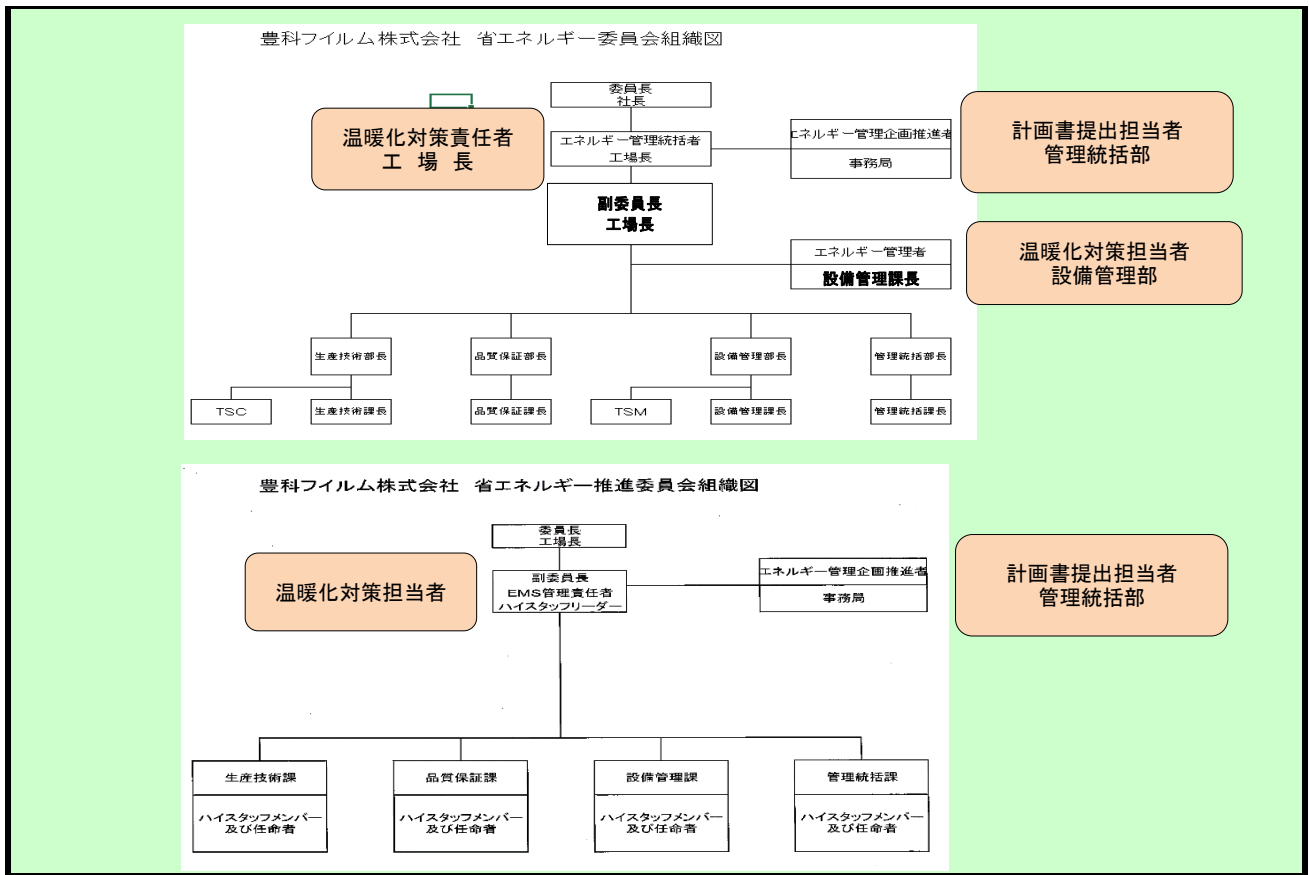 豊科フイルム株式会社 省エネルギー委員会組織図
委員長
社長
温暖化対策責任者
工 場 長
エネルギー管理統括者
工場長
エネルギー管理企画推進者
事務局
計画書提出担当者
管理統括部
副委員長
工場長
エネルギー管理者
設備管理課長
温暖化対策担当者
設備管理部
生産技術部長
品質保証部長
設備管理部長
管理統括部長
TSC
生産技術課長
品質保証課長
TSM
設備管理課長
管理統括課長
豊科フイルム株式会社 省エネルギー推進委員会組織図
委員長
工場長
温暖化対策担当者
副委員長
EMS管理責任者
ハイスタッフリーダー
エネルギー管理企画推進者
事務局
計画書提出担当者
管理統括部
生産技術課
品質保証課
設備管理課
管理統括課
ハイスタッフメンバー
及び任命者
ハイスタッフメンバー
及び任命者
ハイスタッフメンバー
及び任命者
ハイスタッフメンバー
及び任命者